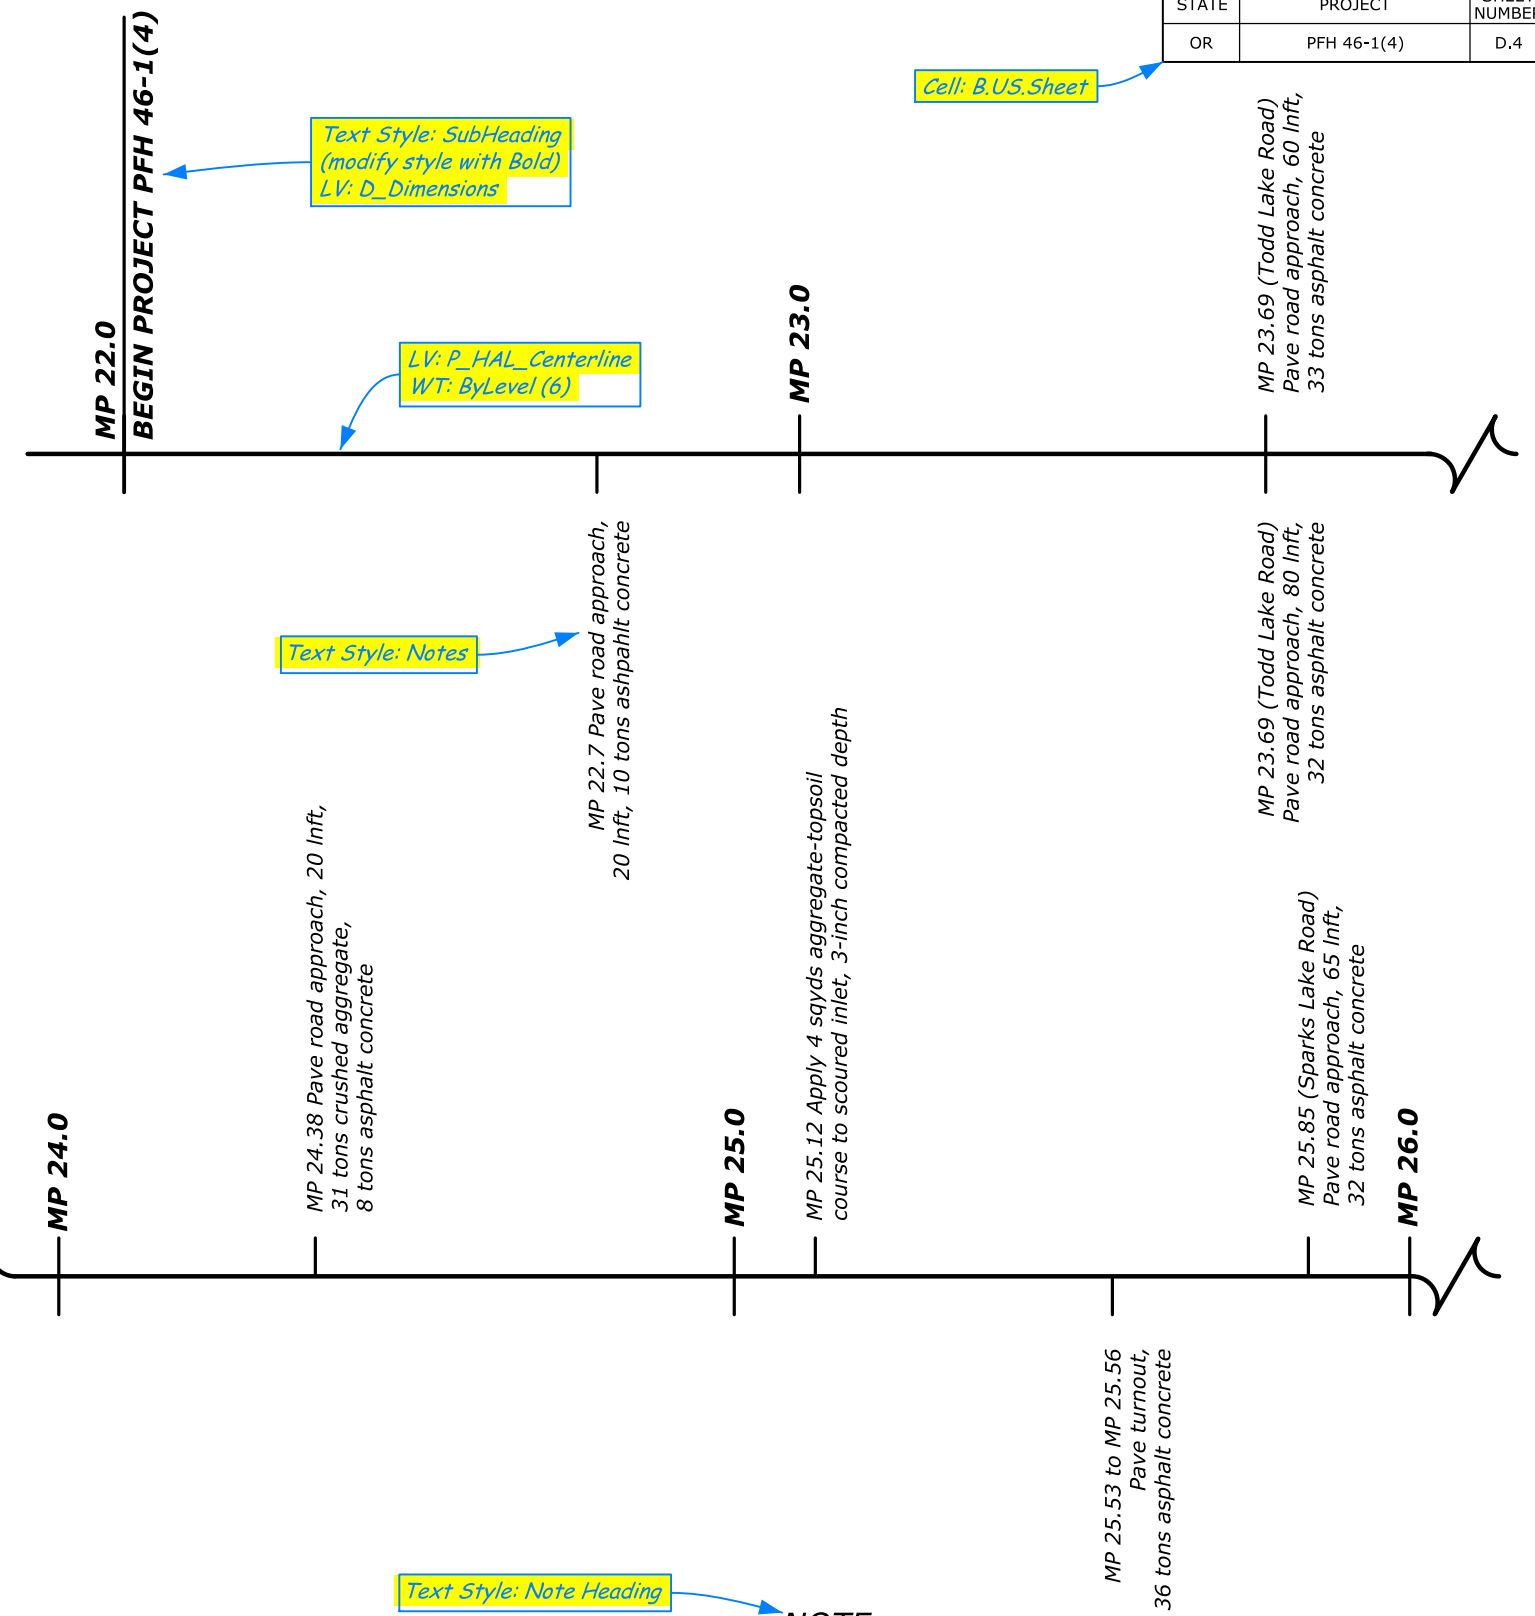 STATE
PROJECT
NUMBER
OR
PFH 46-1(4)
D.4
Cell: B.US.Sheet
MP 22.0
BEGIN PROJECT PFH 46-1(4)
Text Style: SubHeading
(modify style with Bold)
LV: D_Dimensions
LV: P_HAL_Centerline
WT: ByLevel (6)
MP 23.0
MP 23.69 (Todd Lake Road)
Pave road approach, 60 lnft,
33 tons asphalt concrete
Text Style: Notes
MP 22.7 Pave road approach,
20 lnft, 10 tons ashpahlt concrete
MP 23.69 (Todd Lake Road)
Pave road approach, 80 lnft,
32 tons asphalt concrete
MP 24.0
MP 24.38 Pave road approach, 20 lnft,
31 tons crushed aggregate,
8 tons asphalt concrete
MP 25.0
MP 25.12 Apply 4 sqyds aggregate-topsoil
course to scoured inlet, 3-inch compacted depth
MP 25.85 (Sparks Lake Road)
Pave road approach, 65 lnft,
32 tons asphalt concrete
MP 26.0
MP 25.53 to MP 25.56
Pave turnout,
36 tons asphalt concrete
Text Style: Note Heading
NOTE